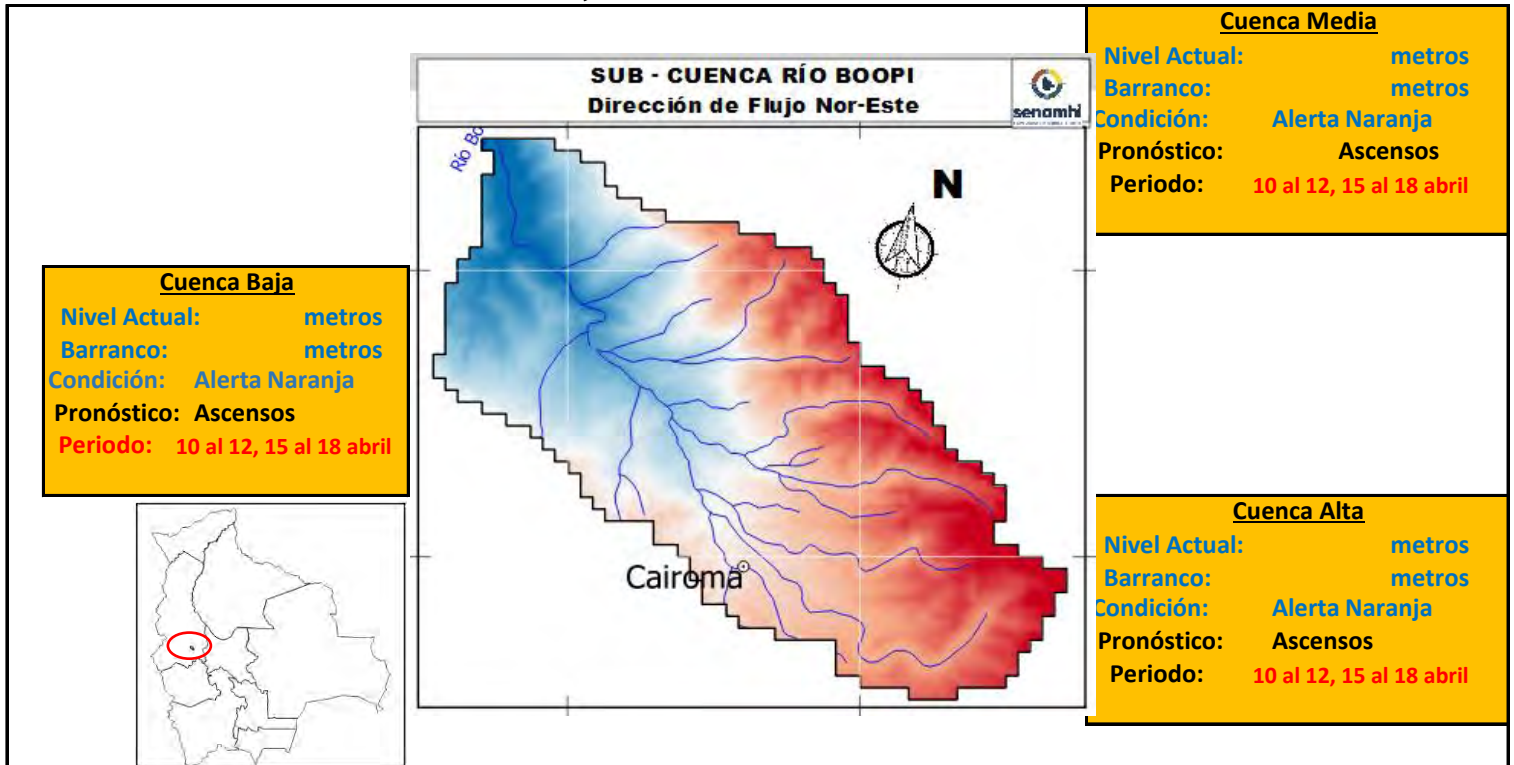 SUB - CUENCA RÍO BOOPI
Dirección de Flujo Nor-Este
senamhi
Río Bo
N
Cairoma
Cuenca Media
Nivel Actual: metros
Barranco: metros
Condición: Alerta Naranja
Pronóstico: Ascensos
Periodo: 10 al 12, 15 al 18 abril
Cuenca Baja
Nivel Actual: metros
Barranco: metros
Condición: Alerta Naranja
Pronóstico: Ascensos
Periodo: 10 al 12, 15 al 18 abril
Cuenca Alta
Nivel Actual: metros
Barranco: metros
Condición: Alerta Naranja
Pronóstico: Ascensos
Periodo: 10 al 12, 15 al 18 abril